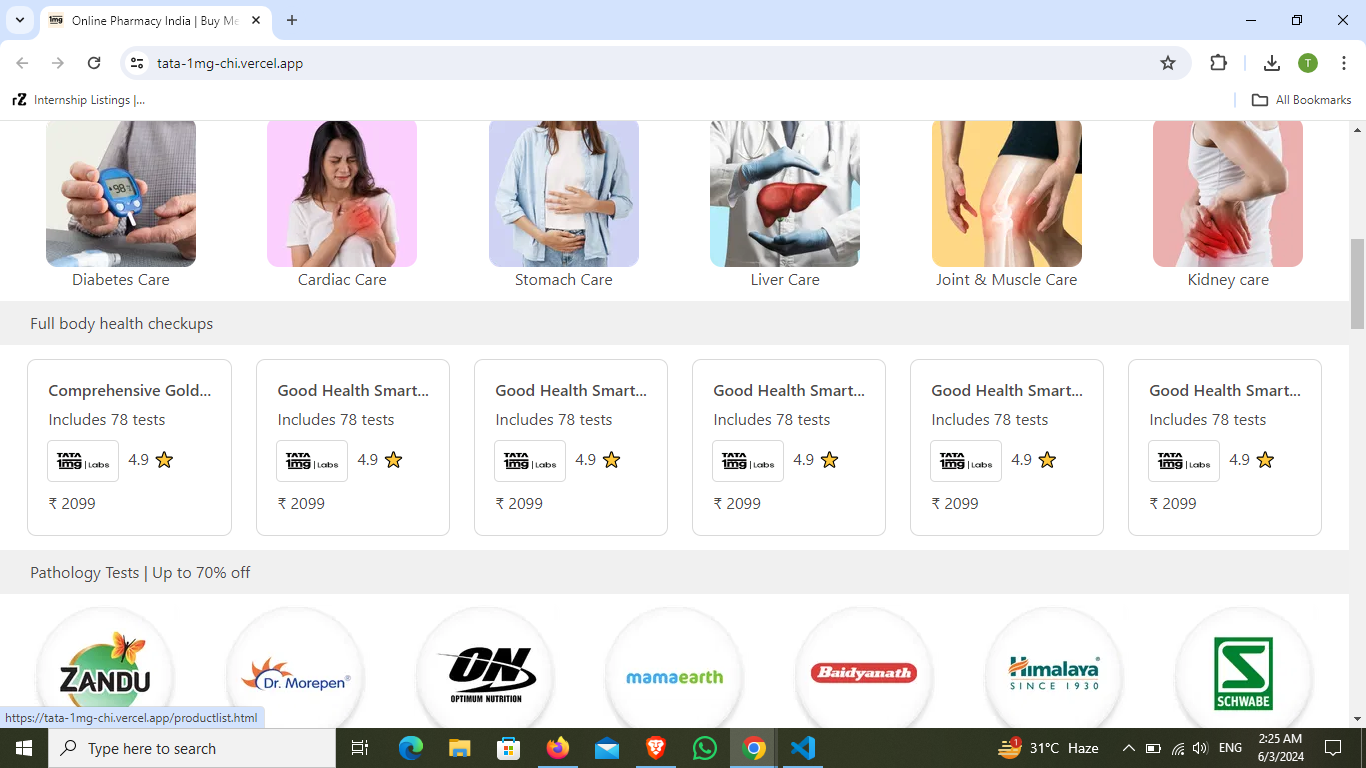 Online Pharmacy India | Buy Me
tata-1mg-chi.vercel.app
T
rZ Internship Listings |...
All Bookmarks
98
Diabetes Care Cardiac Care Stomach Care Liver Care Joint & Muscle Care Kidney care
Full body health checkups
Comprehensive Gold... Good Health Smart... Good Health Smart... Good Health Smart... Good Health Smart... Good Health Smart...
Includes 78 tests Includes 78 tests Includes 78 tests Includes 78 tests Includes 78 tests Includes 78 tests
TATA 1mg | Labs 4.9 TATA 1mg | Labs 4.9 TATA 1mg | Labs 4.9 TATA 1mg | Labs 4.9 TATA 1mg | Labs 4.9 TATA 1mg | Labs 4.9
₹ 2099 ₹ 2099 ₹ 2099 ₹ 2099 ₹ 2099 ₹ 2099
Pathology Tests | Up to 70% off
ZANDU Dr. Morepen® ON OPTIMUM NUTRITION mamaearth Baidyanath Himalaya® SINCE 1930 SCHWABE
https://tata-1mg-chi.vercel.app/productlist.html
Type here to search
1
31°C Haze
ENG
2:25 AM
6/3/2024